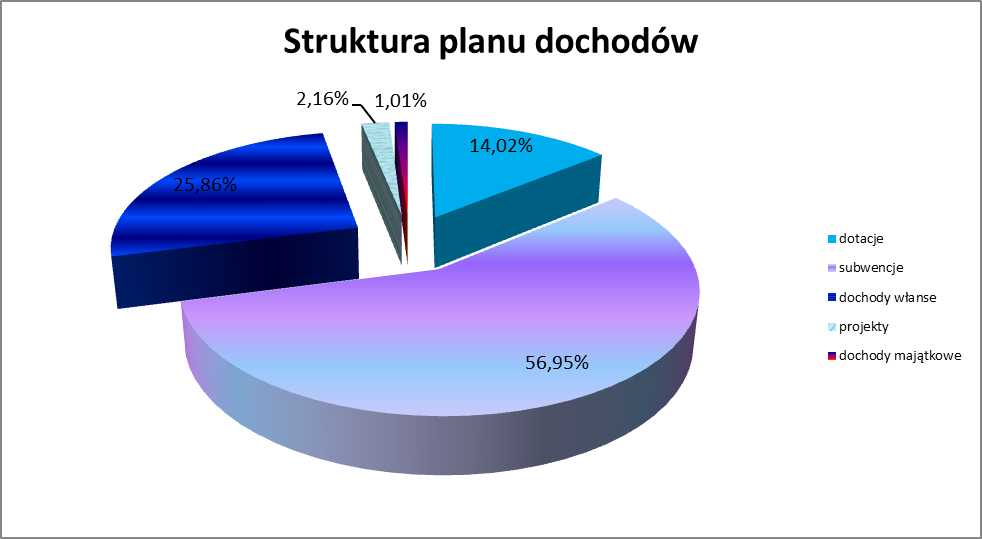 Struktura planu dochodów
2,16%
1,01%
14,02%
25,86%
56,95%
dotacje
subwencje
dochody włanse
projekty
dochody majątkowe